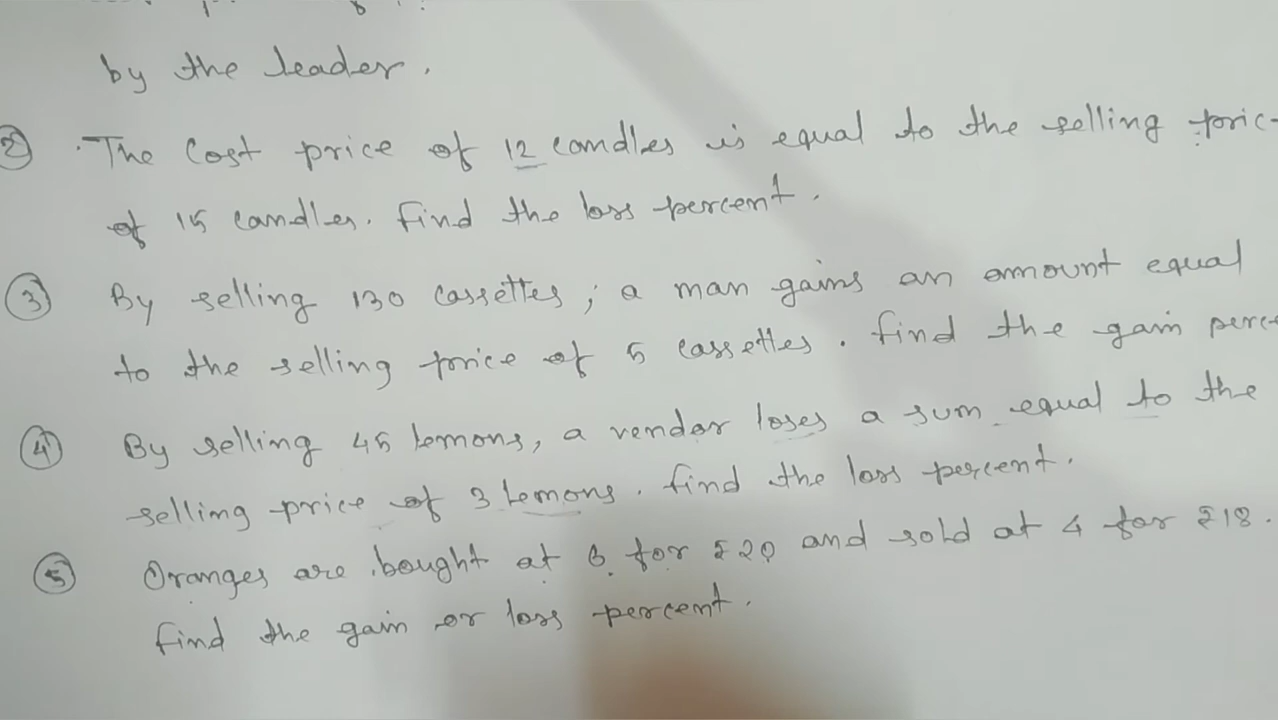 by the leader.
② The Cost price of 12 candles is equal to the selling pric
of 15 candles. Find the loss percent.
③ By selling 130 cassettes, a man gains an amount equal
to the selling price of 5 cassettes. Find the gain perce
④ By selling 45 lemons, a vendor loses a sum equal to the
selling price of 3 lemons. Find the loss percent.
⑤ Oranges are bought at 6 for ₹20 and sold at 4 for ₹18.
Find the gain or loss percent.